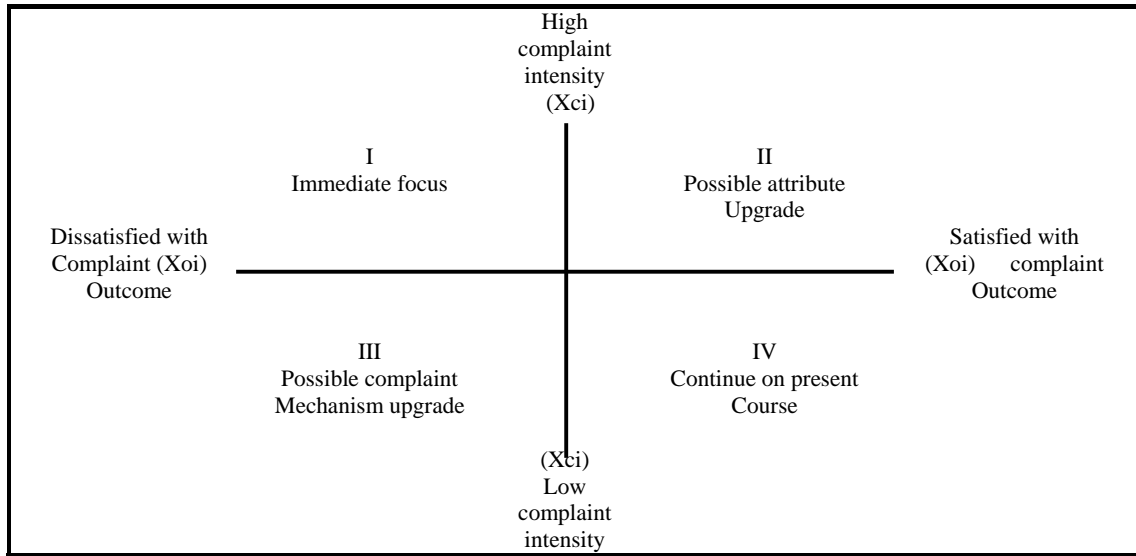 High
complaint
intensity
(Xci)
I
Immediate focus
II
Possible attribute
Upgrade
Dissatisfied with
Complaint (Xoi)
Outcome
Satisfied with
(Xoi) complaint
Outcome
III
Possible complaint
Mechanism upgrade
IV
Continue on present
Course
(Xci)
Low
complaint
intensity